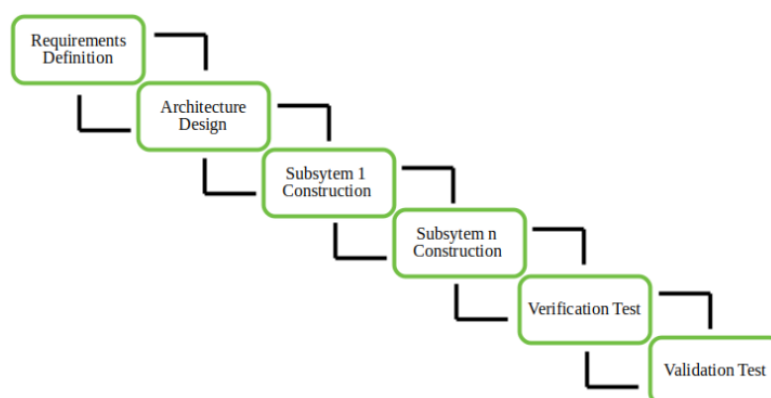 Requirements
Definition
Architecture
Design
Subsytem 1
Construction
Subsytem n
Construction
Verification Test
Validation Test